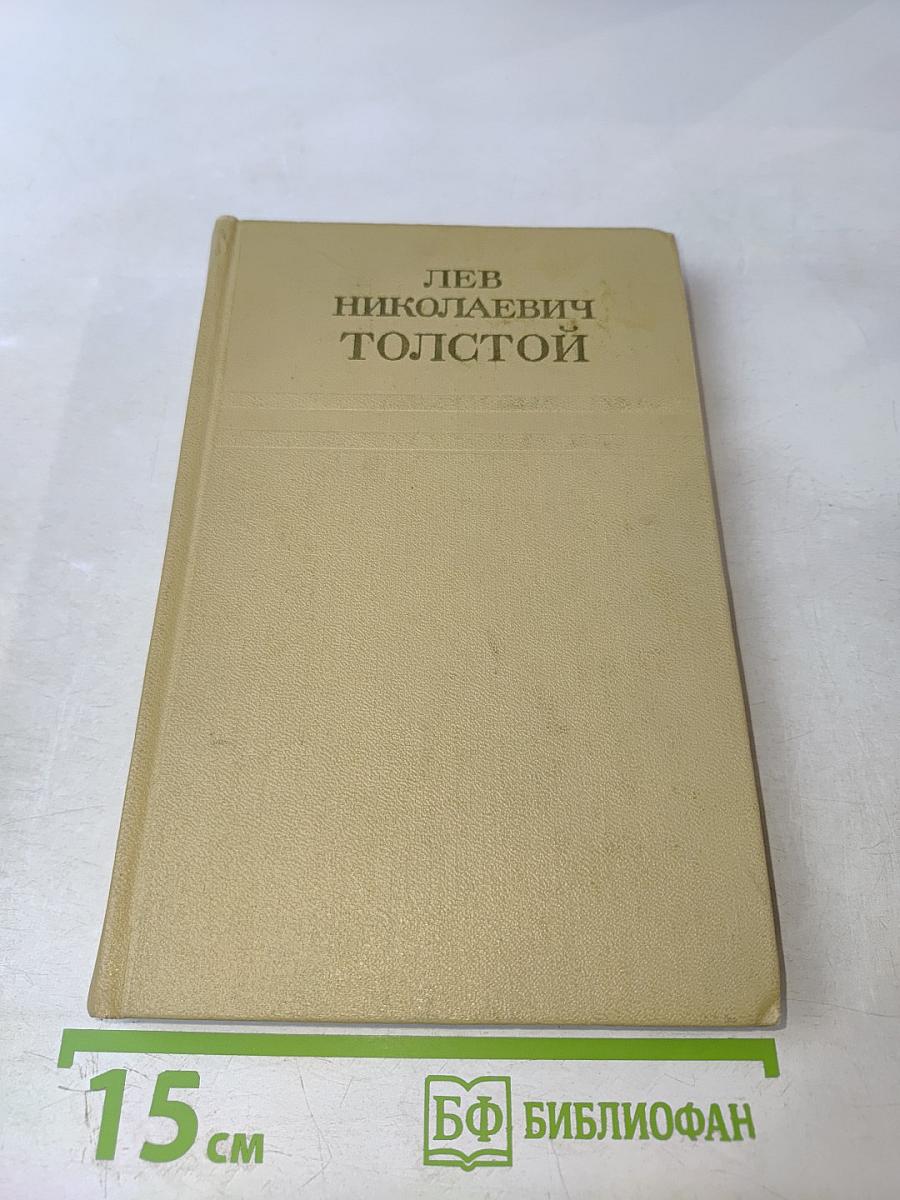 ЛЕВ
НИКОЛАЕВИЧ
ТОЛСТОЙ
15 см
БФ БИБЛИОФАН